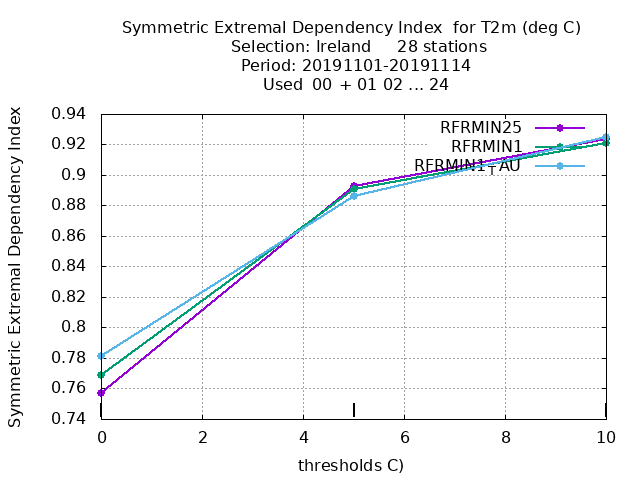 Symmetric Extremal Dependency Index  for T2m (deg C)
Selection: Ireland     28 stations
Period: 20191101-20191114
Used  00  + 01 02 ... 24
Symmetric Extremal Dependency Index
0.94
0.92
0.9
0.88
0.86
0.84
0.82
0.8
0.78
0.76
0.74
RFRMIN25
RFRMIN1
RFRMIN1TAU
0 2 4 6 8 10
thresholds C)